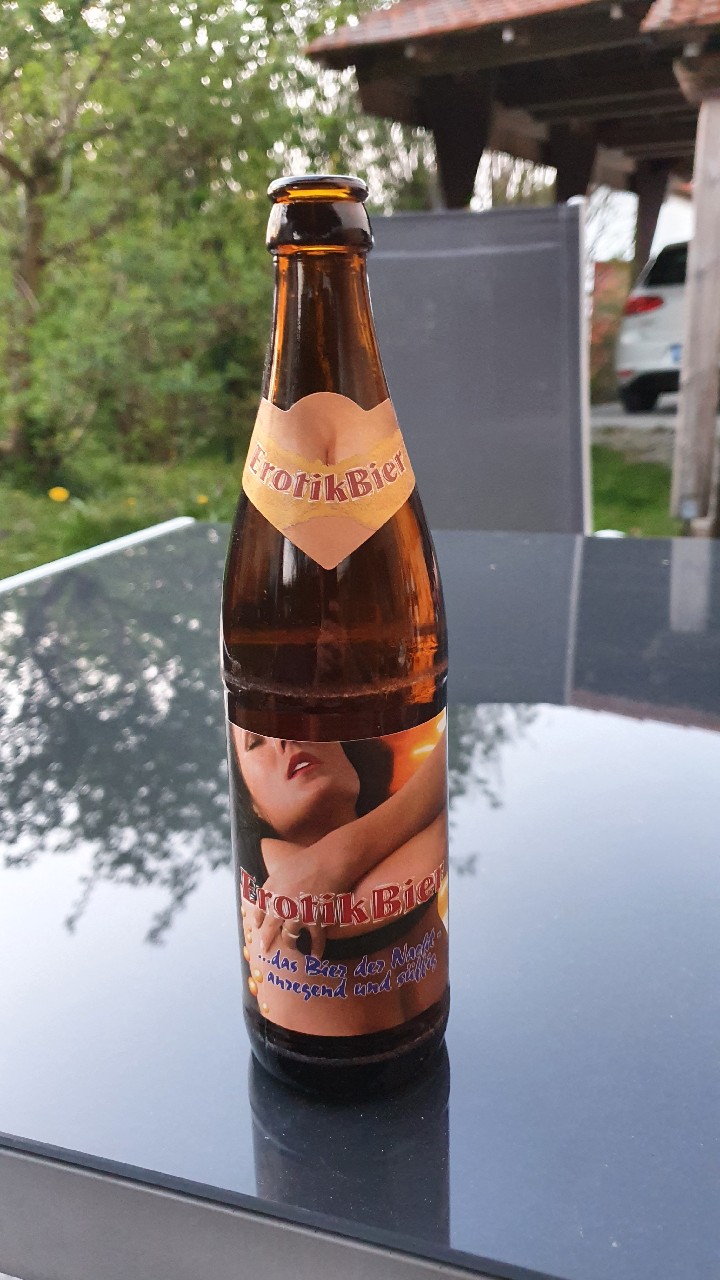 ErotikBier
ErotikBier
...das Bier der Nacht...
anregend und süffig